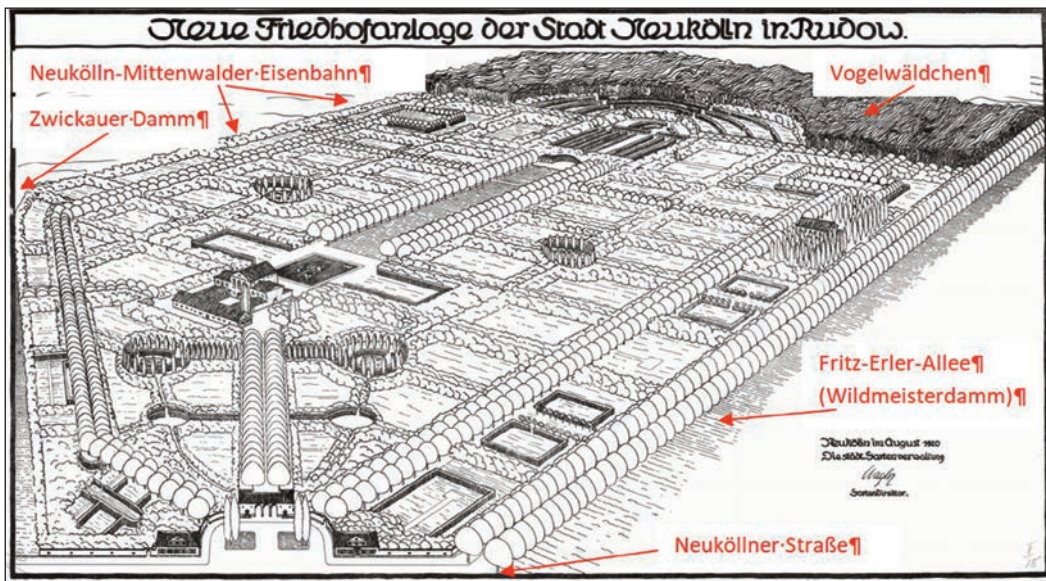 Neue Friedhofanlage der Stadt Neukölln in Rudow.
Neukölln-Mittenwalder·Eisenbahn¶
Vogelwäldchen¶
Zwickauer·Damm¶
Fritz-Erler-Allee¶
(Wildmeisterdamm)¶
Neukölln im August 1920
Die städt. Gartenverwaltung
Gartendirektor.
Neuköllner·Straße¶